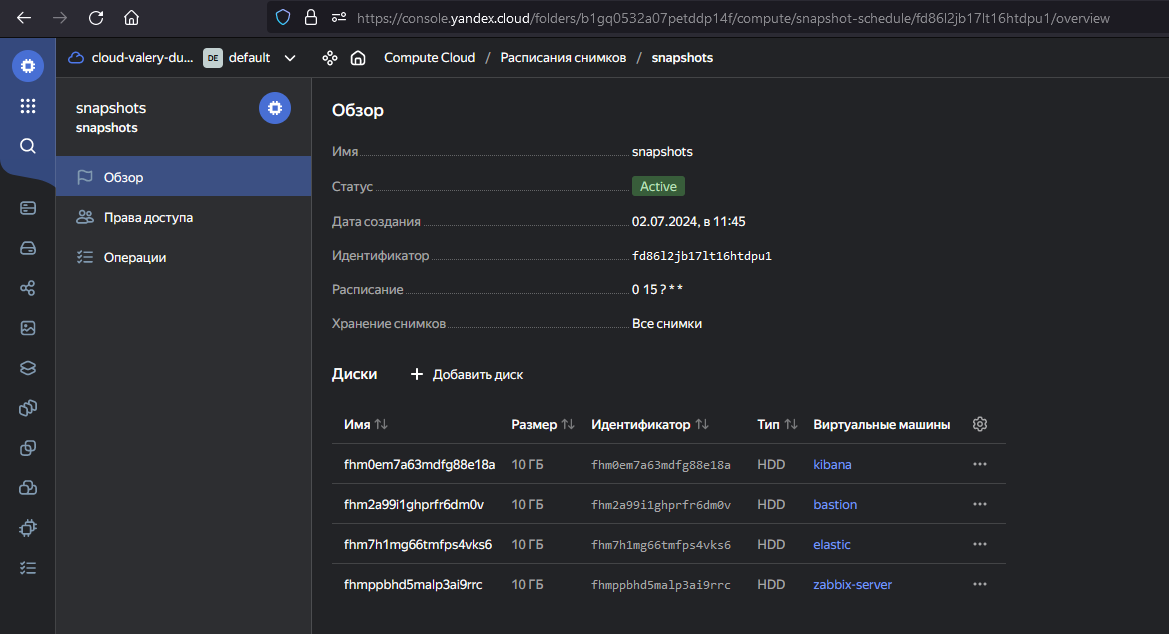 https://console.yandex.cloud/folders/b1gq0532a07petddp14f/compute/snapshot-schedule/fd86l2jb17lt16htdpu1/overview
cloud-valery-du... DE default Compute Cloud / Расписания снимков / snapshots
snapshots
snapshots
Обзор
Права доступа
Операции
Обзор
Имя snapshots
Статус Active
Дата создания 02.07.2024, в 11:45
Идентификатор fd86l2jb17lt16htdpu1
Расписание 0 15 ? * *
Хранение снимков Все снимки
Диски + Добавить диск
Имя Размер Идентификатор Тип Виртуальные машины
fhm0em7a63mdfg88e18a 10 ГБ fhm0em7a63mdfg88e18a HDD kibana
fhm2a99i1ghprfr6dm0v 10 ГБ fhm2a99i1ghprfr6dm0v HDD bastion
fhm7h1mg66tmfps4vks6 10 ГБ fhm7h1mg66tmfps4vks6 HDD elastic
fhmppbhd5malp3ai9rrc 10 ГБ fhmppbhd5malp3ai9rrc HDD zabbix-server